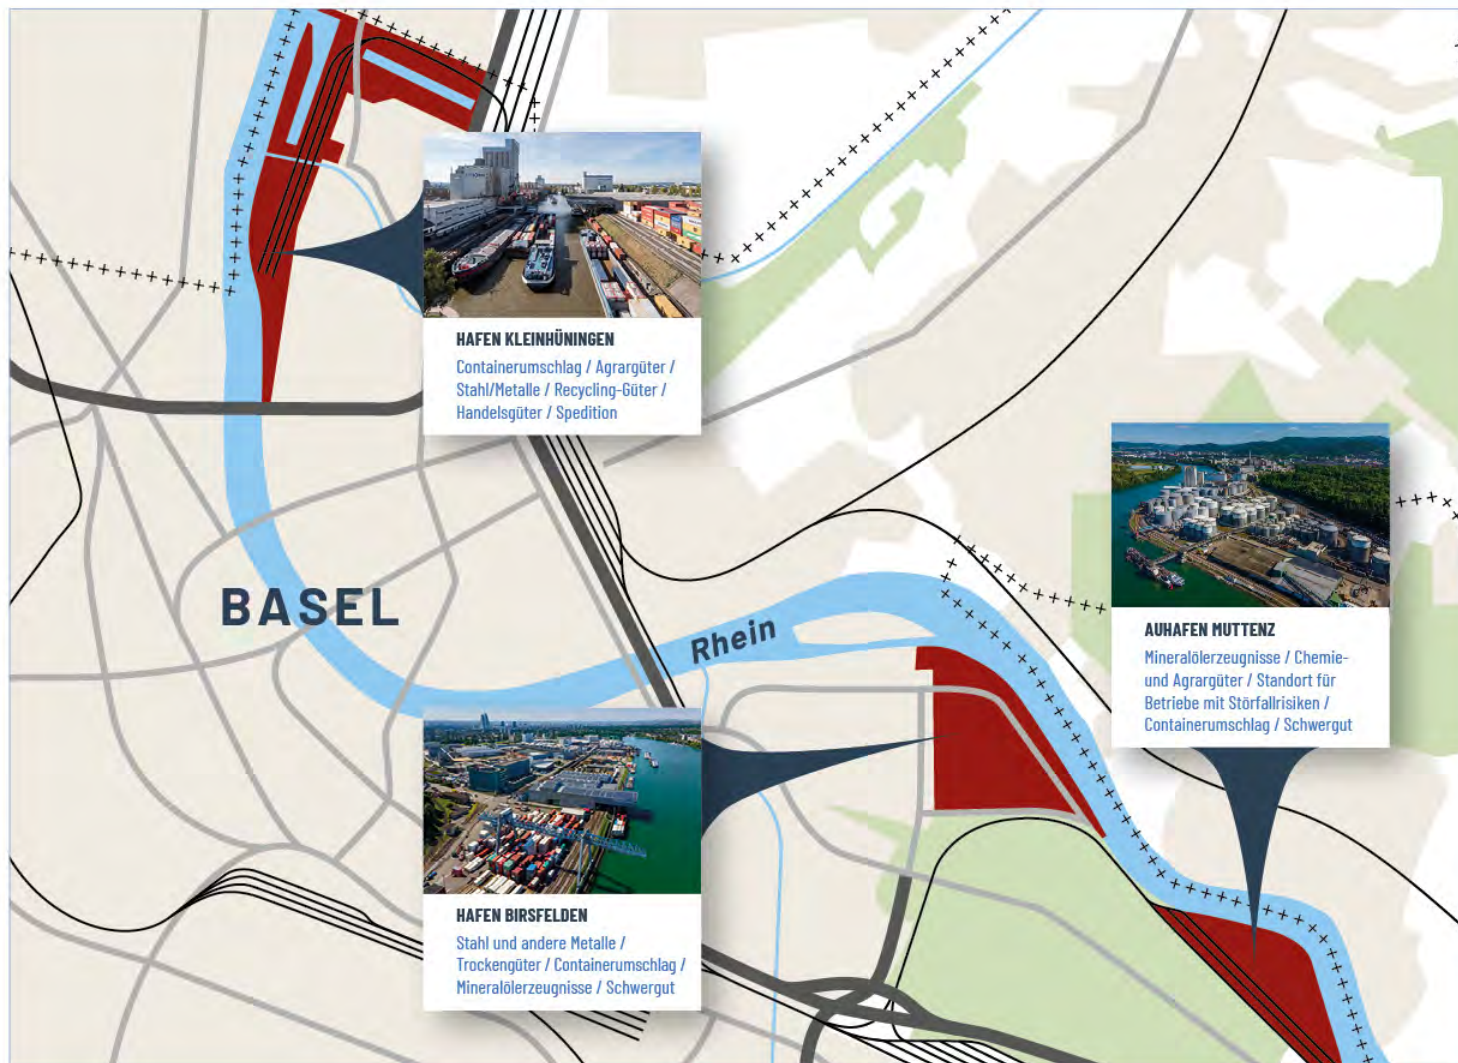 HAFEN KLEINHÜNINGEN
Containerumschlag / Agrargüter /
Stahl/Metalle / Recycling-Güter /
Handelsgüter / Spedition
BASEL
Rhein
AUHAFEN MUTTENZ
Mineralölerzeugnisse / Chemie-
und Agrargüter / Standort für
Betriebe mit Störfallrisiken /
Containerumschlag / Schwergut
HAFEN BIRSFELDEN
Stahl und andere Metalle /
Trockengüter / Containerumschlag /
Mineralölerzeugnisse / Schwergut